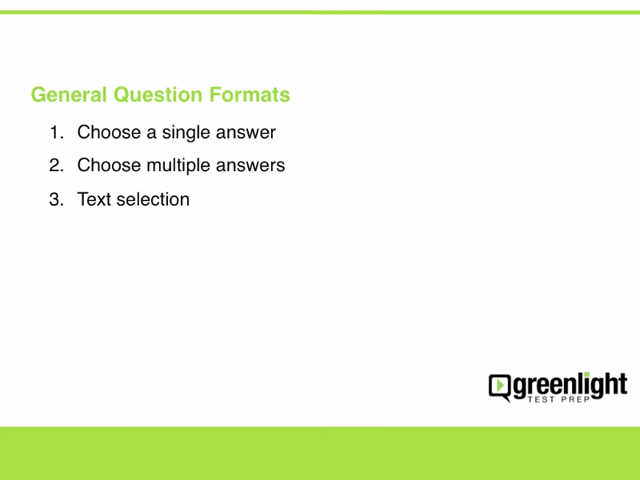 General Question Formats
1. Choose a single answer
2. Choose multiple answers
3. Text selection
greenlight
TEST PREP